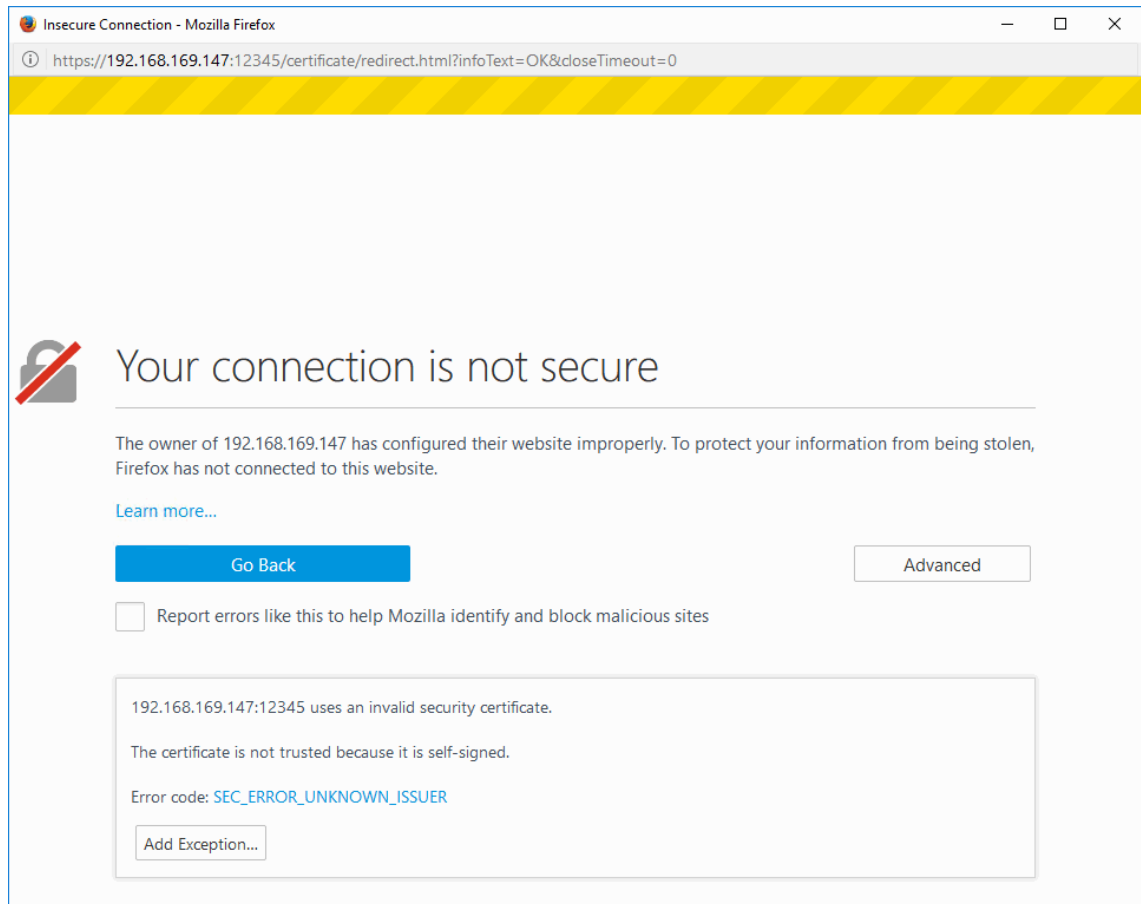 Insecure Connection - Mozilla Firefox
https://192.168.169.147:12345/certificate/redirect.html?infoText=OK&closeTimeout=0
Your connection is not secure
The owner of 192.168.169.147 has configured their website improperly. To protect your information from being stolen,
Firefox has not connected to this website.
Learn more...
Go Back
Advanced
Report errors like this to help Mozilla identify and block malicious sites
192.168.169.147:12345 uses an invalid security certificate.
The certificate is not trusted because it is self-signed.
Error code: SEC_ERROR_UNKNOWN_ISSUER
Add Exception...